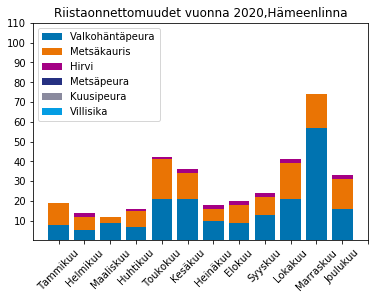 Riistaonnettomuudet vuonna 2020,Hämeenlinna
110
100
90
80
70
60
50
40
30
20
10
Valkohäntäpeura
Metsäkauris
Hirvi
Metsäpeura
Kuusipeura
Villisika
Tammikuu
Helmikuu
Maaliskuu
Huhtikuu
Toukokuu
Kesäkuu
Heinäkuu
Elokuu
Syyskuu
Lokakuu
Marraskuu
Joulukuu